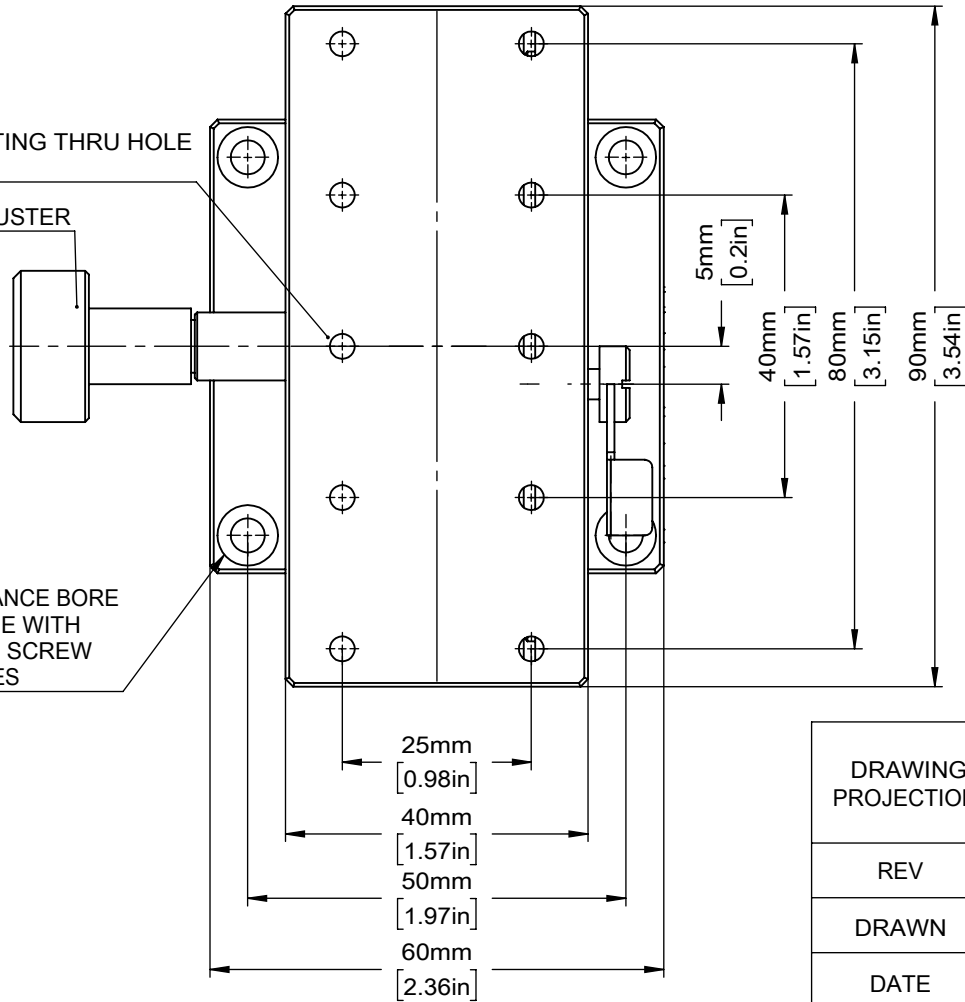 TING THRU HOLE
USTER
ANCE BORE
E WITH
SCREW
ES
5mm
[0.2in]
40mm
[1.57in]
80mm
[3.15in]
90mm
[3.54in]
25mm
[0.98in]
40mm
[1.57in]
50mm
[1.97in]
60mm
[2.36in]
DRAWING
PROJECTION
REV
DRAWN
DATE